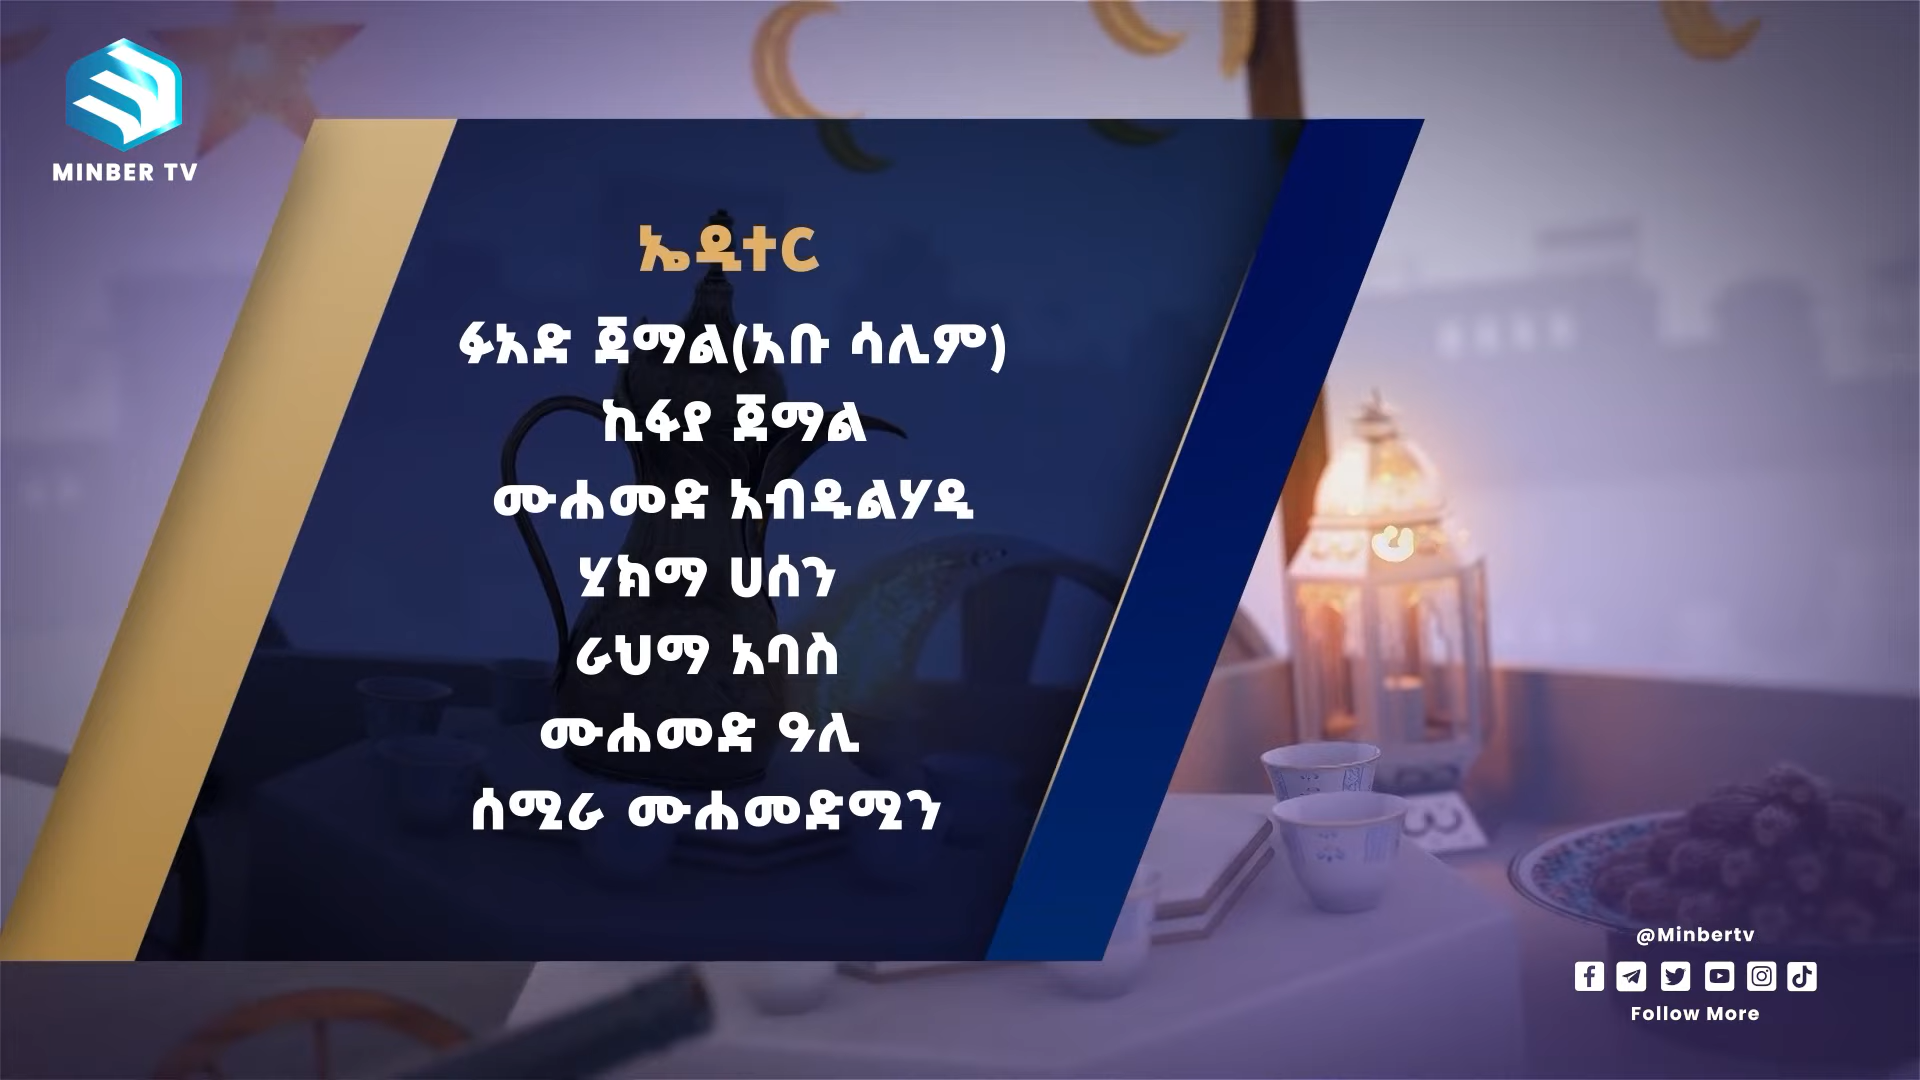 MINBER TV
ኤዲተር
ፉአድ ጀማል(አቡ ሳሊም)
ኪፋያ ጀማል
ሙሐመድ አብዱልሃዲ
ሂክማ ሀሰን
ራህማ አባስ
ሙሐመድ ዓሊ
ሰሚራ ሙሐመድሚን
@Minbertv
Follow More